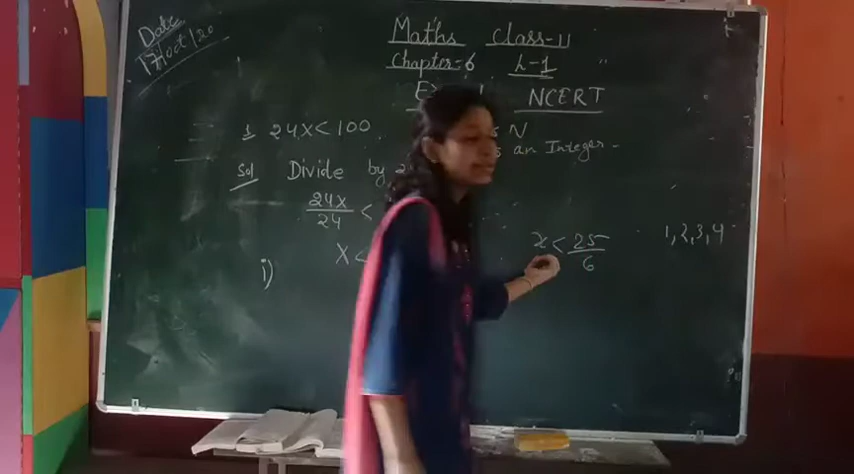 Date
17/oct/20
Maths Class-11
Chapter-6 L-1
NCERT
1. 24x<100 N
an Integer-
Sol Divide by
24x/24 <
x< x<25/6 1,2,3,4
i)